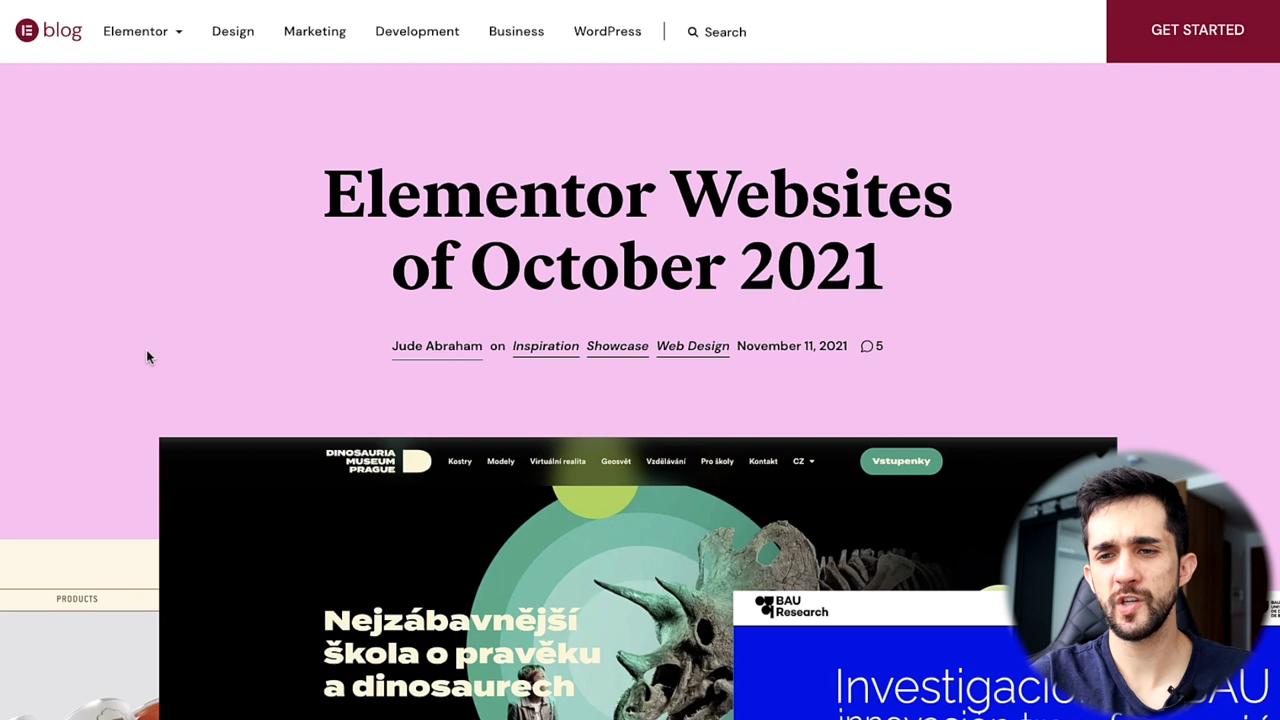 blog
Elementor
Design
Marketing
Development
Business
WordPress
Search
GET STARTED
Elementor Websites
of October 2021
Jude Abraham on Inspiration Showcase Web Design November 11, 2021 5
DINOSAURIA
MUSEUM
PRAGUE
Kostry
Modely
Virtuální realita
Geosvět
Vzdělávání
Pro školy
Kontakt
CZ
Vstupenky
PRODUCTS
Nejzábavnější
škola o pravěku
a dinosaurech
BAU
Research
BAU